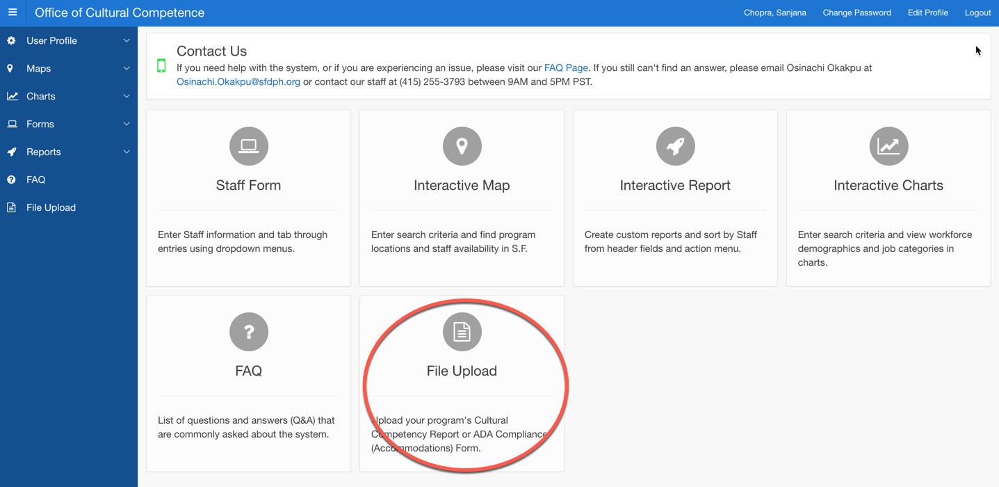 Office of Cultural Competence
Chopra, Sanjana
Change Password
Edit Profile
Logout
User Profile
Maps
Charts
Forms
Reports
FAQ
File Upload
Contact Us
If you need help with the system, or if you are experiencing an issue, please visit our FAQ Page. If you still can't find an answer, please email Osinachi Okakpu at
Osinachi.Okakpu@sfdph.org or contact our staff at (415) 255-3793 between 9AM and 5PM PST.
Staff Form
Enter Staff information and tab through
entries using dropdown menus.
Interactive Map
Enter search criteria and find program
locations and staff availability in S.F.
Interactive Report
Create custom reports and sort by Staff
from header fields and action menu.
Interactive Charts
Enter search criteria and view workforce
demographics and job categories in
charts.
FAQ
List of questions and answers (Q&A) that
are commonly asked about the system.
File Upload
Upload your program's Cultural
Competency Report or ADA Compliance
(Accommodations) Form.